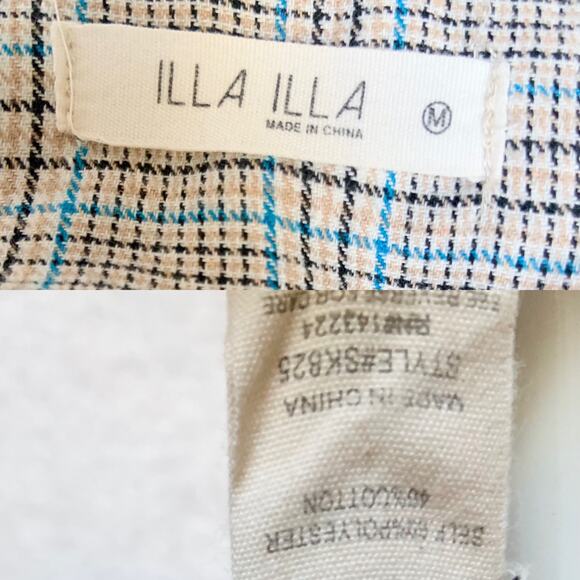 ILLA ILLA
MADE IN CHINA
M
SELF 60%POLYESTER
40%COTTON
MADE IN CHINA
STYLE#SK825
RN#143224
SEE REVERSE FOR CARE